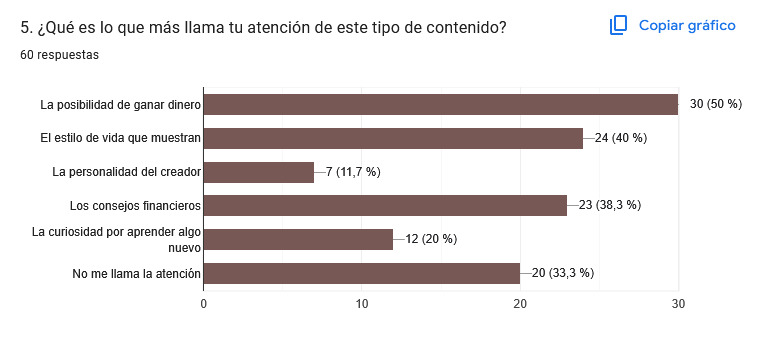 5. ¿Qué es lo que más llama tu atención de este tipo de contenido?
Copiar gráfico
60 respuestas
La posibilidad de ganar dinero
30 (50 %)
El estilo de vida que muestran
24 (40 %)
La personalidad del creador
7 (11,7 %)
Los consejos financieros
23 (38,3 %)
La curiosidad por aprender algo
nuevo
12 (20 %)
No me llama la atención
20 (33,3 %)
0
10
20
30